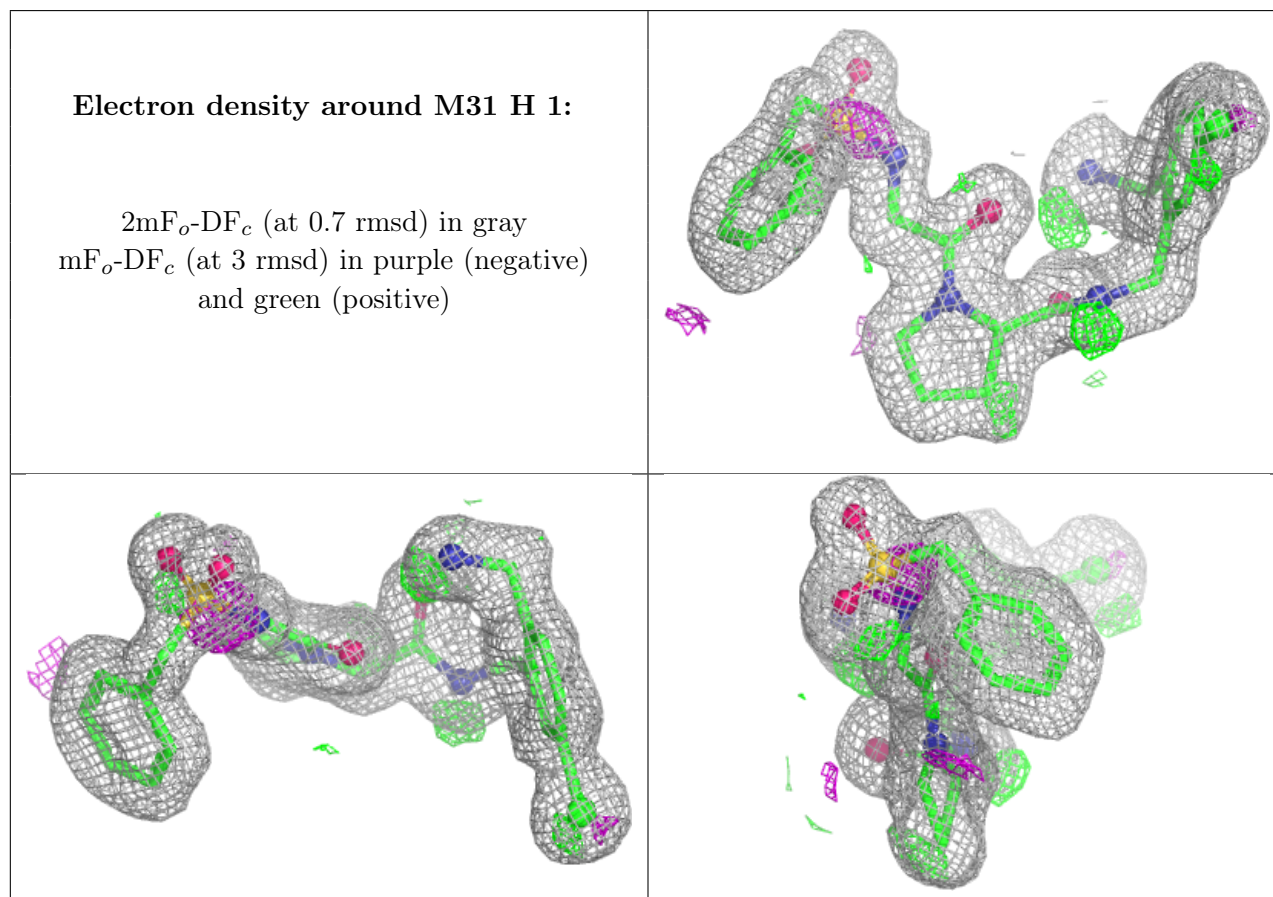 Electron density around M31 H 1:
2mFo-DFc (at 0.7 rmsd) in gray
mFo-DFc (at 3 rmsd) in purple (negative)
and green (positive)